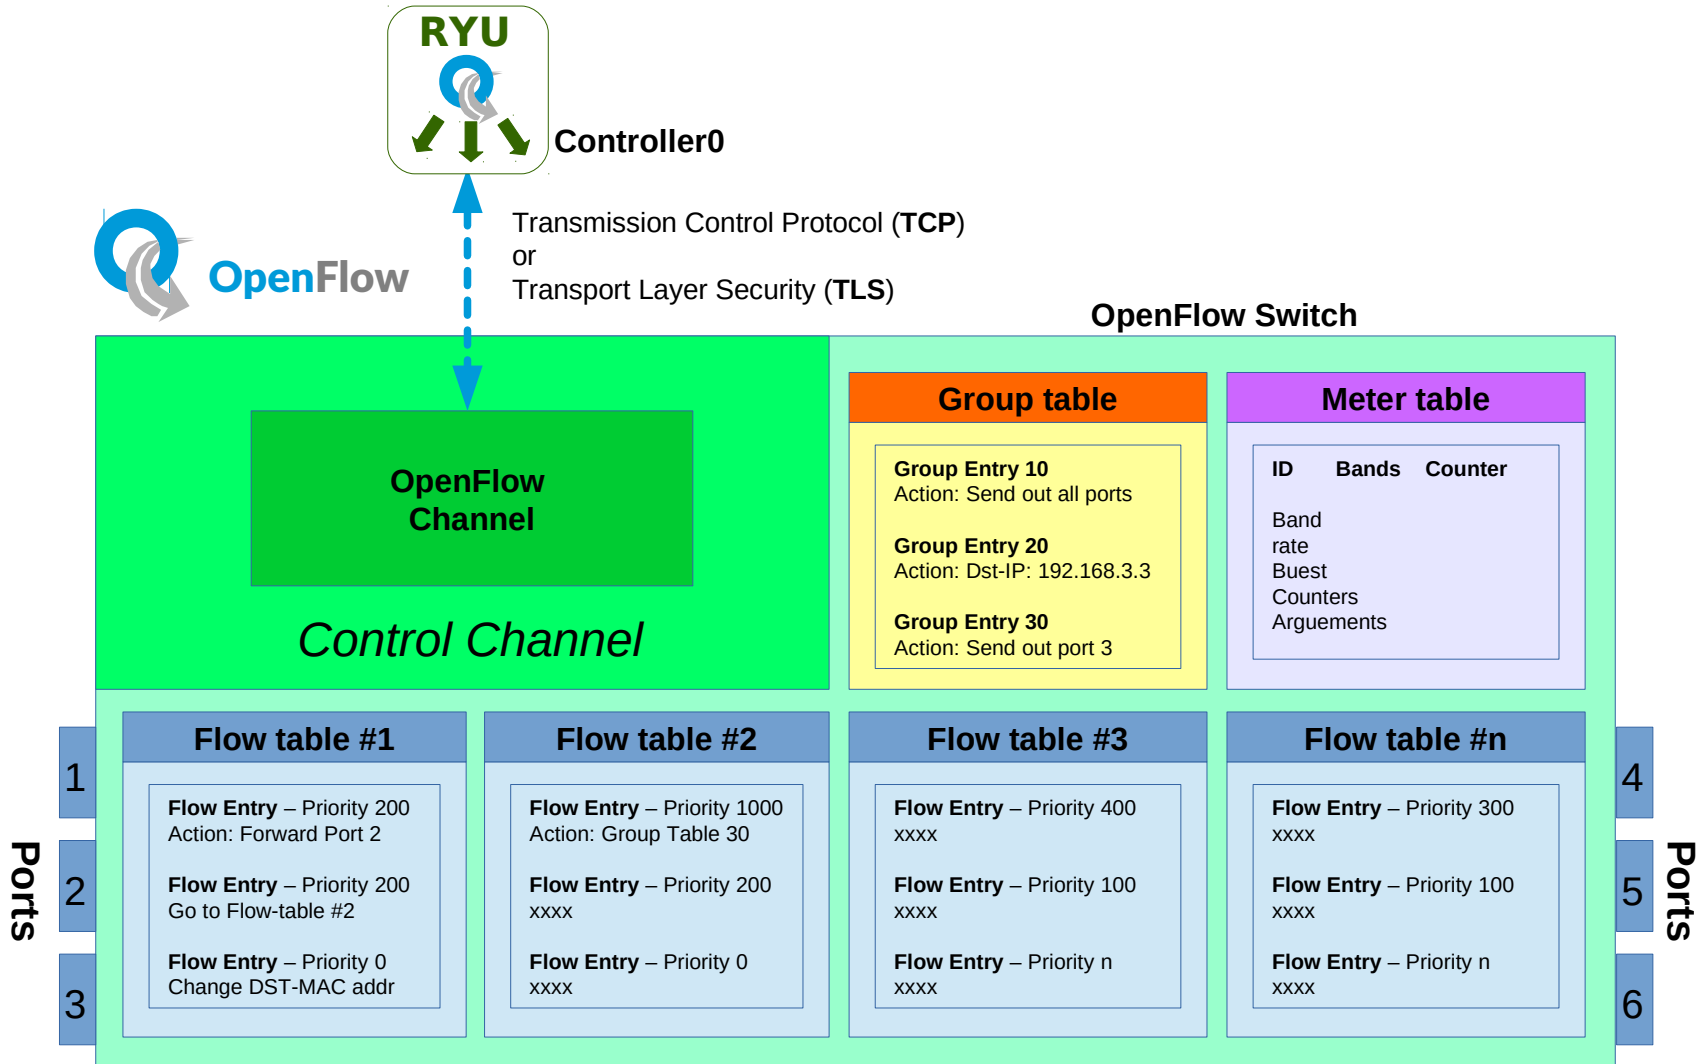 RYU
Controller0
Transmission Control Protocol (TCP)
or
Transport Layer Security (TLS)
OpenFlow
OpenFlow Switch
OpenFlow
Channel
Control Channel
Group table
Group Entry 10
Action: Send out all ports
Group Entry 20
Action: Dst-IP: 192.168.3.3
Group Entry 30
Action: Send out port 3
Meter table
ID Bands Counter
Band
rate
Buest
Counters
Arguements
Ports
1
2
3
Flow table #1
Flow Entry – Priority 200
Action: Forward Port 2
Flow Entry – Priority 200
Go to Flow-table #2
Flow Entry – Priority 0
Change DST-MAC addr
Flow table #2
Flow Entry – Priority 1000
Action: Group Table 30
Flow Entry – Priority 200
xxxx
Flow Entry – Priority 0
xxxx
Flow table #3
Flow Entry – Priority 400
xxxx
Flow Entry – Priority 100
xxxx
Flow Entry – Priority n
xxxx
Flow table #n
Flow Entry – Priority 300
xxxx
Flow Entry – Priority 100
xxxx
Flow Entry – Priority n
xxxx
4
5
6
Ports